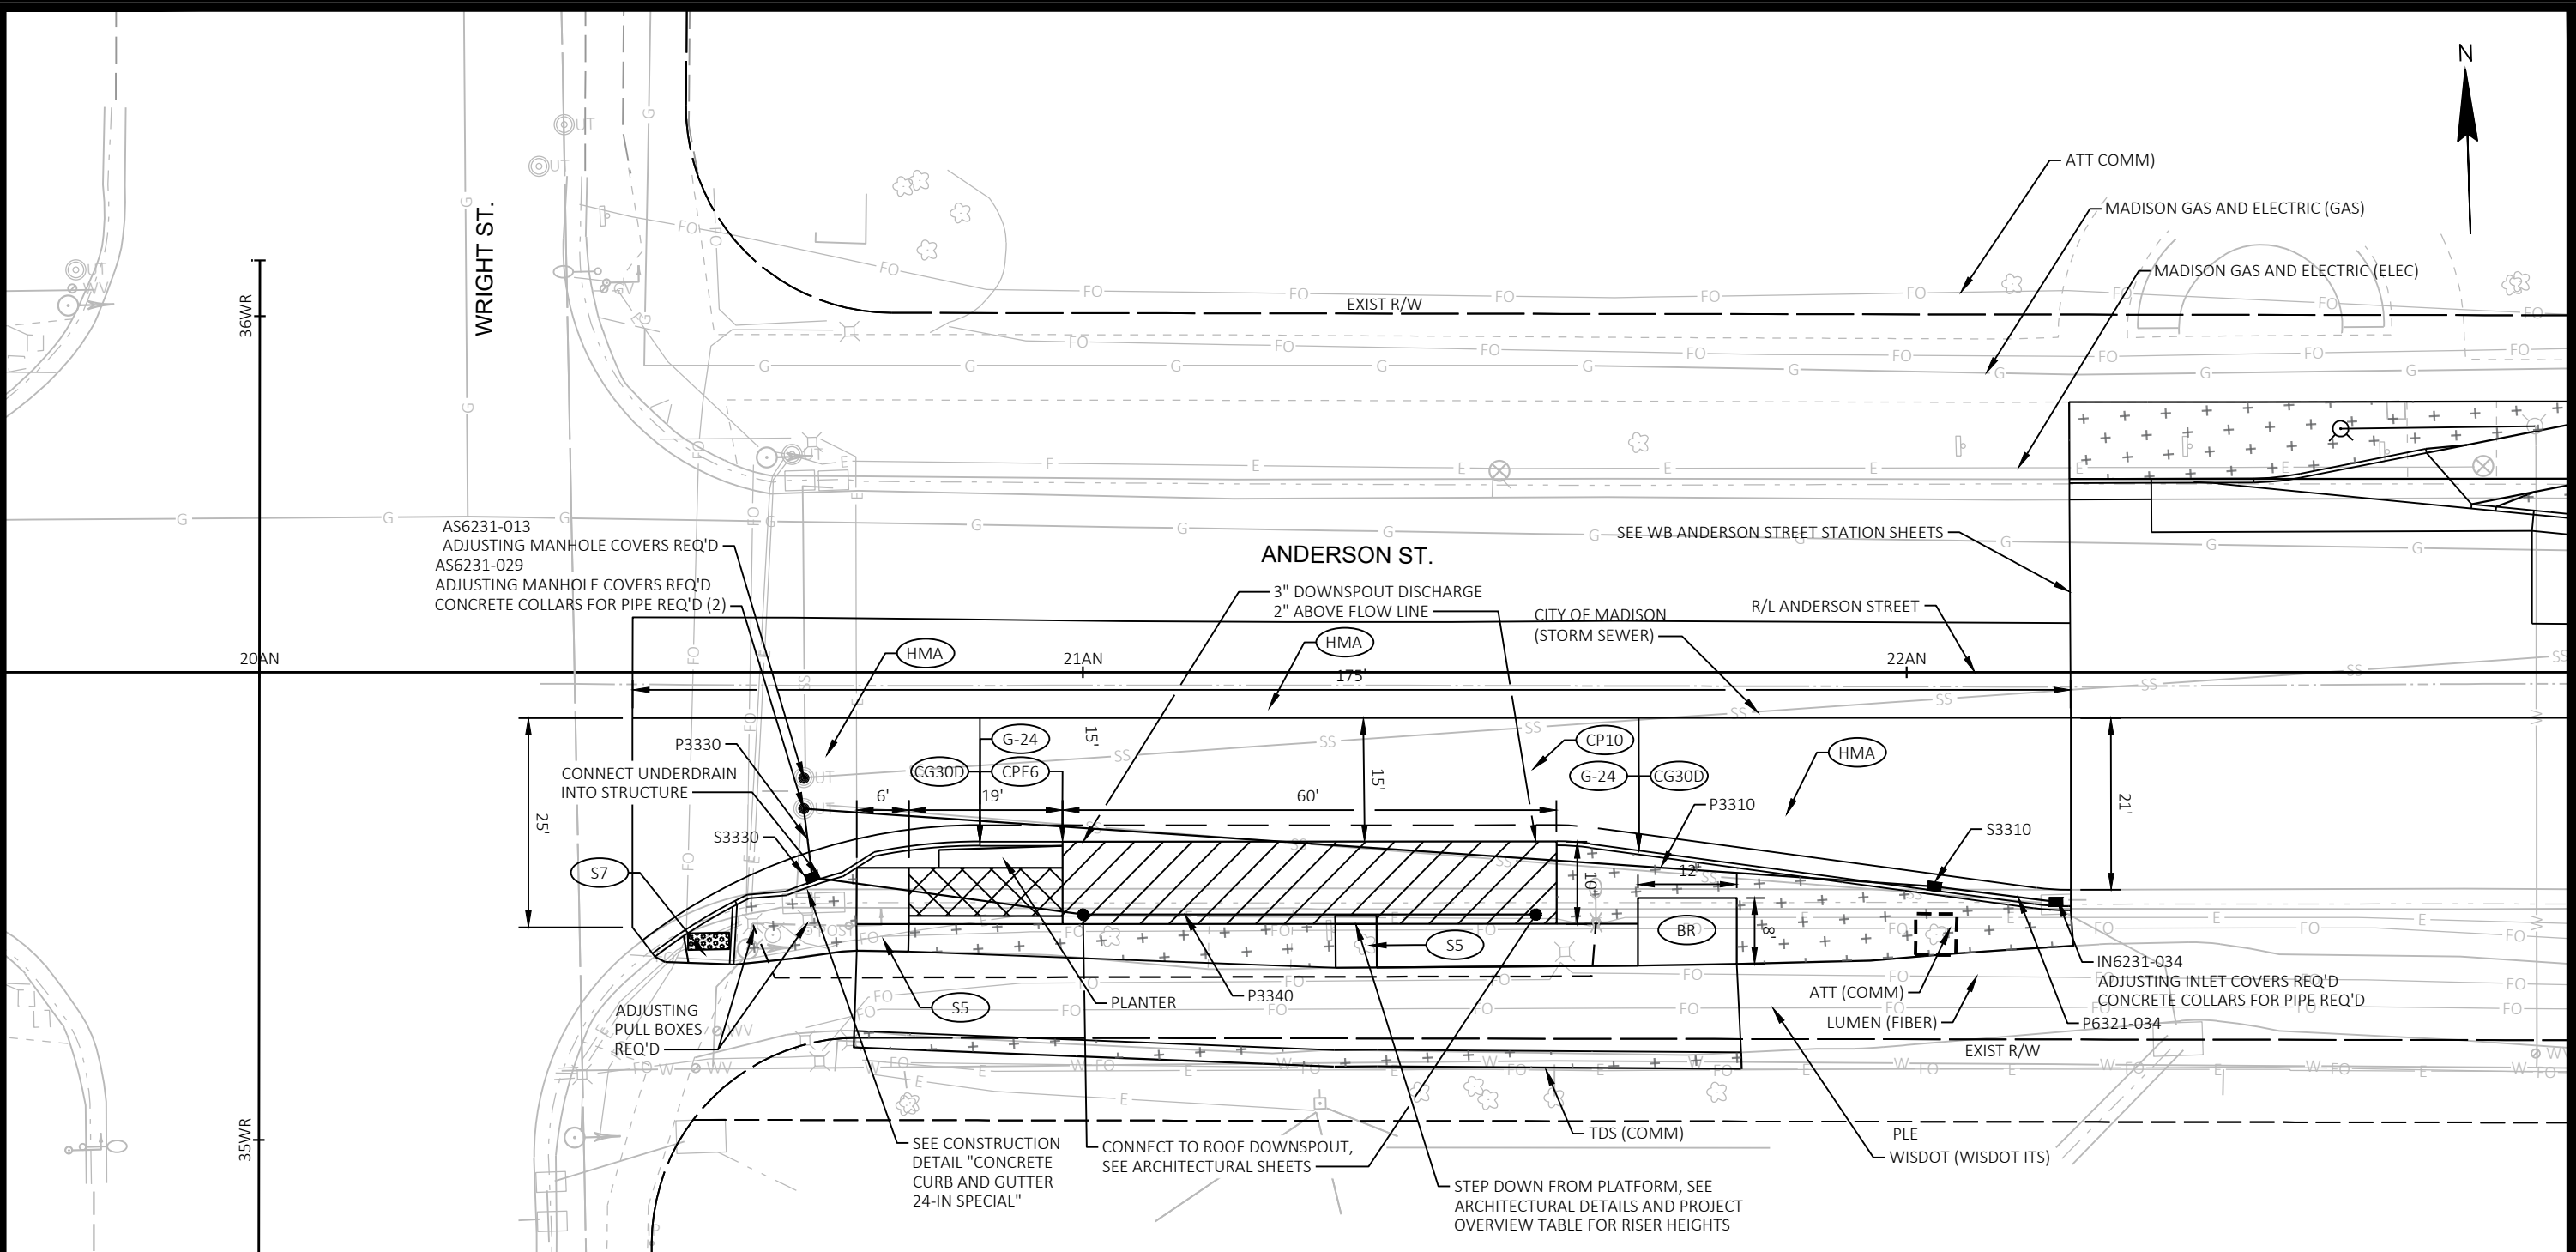 N
ATT COMM)
MADISON GAS AND ELECTRIC (GAS)
MADISON GAS AND ELECTRIC (ELEC)
WRIGHT ST.
36WR
EXIST R/W
AS6231-013
ADJUSTING MANHOLE COVERS REQ'D
AS6231-029
ADJUSTING MANHOLE COVERS REQ'D
CONCRETE COLLARS FOR PIPE REQ'D (2)
ANDERSON ST.
SEE WB ANDERSON STREET STATION SHEETS
3" DOWNSPOUT DISCHARGE
2" ABOVE FLOW LINE
CITY OF MADISON
(STORM SEWER)
R/L ANDERSON STREET
HMA
HMA
20AN
21AN
22AN
175'
P3330
CONNECT UNDERDRAIN
INTO STRUCTURE
G-24
15'
CG30D
CPE6
15'
CP10
G-24
CG30D
HMA
25'
6'
19'
60'
P3310
21'
S3330
S3310
S7
10'
12'
BR
8'
S5
S5
PLANTER
P3340
ATT (COMM)
LUMEN (FIBER)
IN6231-034
ADJUSTING INLET COVERS REQ'D
CONCRETE COLLARS FOR PIPE REQ'D
P6321-034
ADJUSTING
PULL BOXES
REQ'D
EXIST R/W
35WR
SEE CONSTRUCTION
DETAIL "CONCRETE
CURB AND GUTTER
24-IN SPECIAL"
CONNECT TO ROOF DOWNSPOUT,
SEE ARCHITECTURAL SHEETS
TDS (COMM)
PLE
WISDOT (WISDOT ITS)
STEP DOWN FROM PLATFORM, SEE
ARCHITECTURAL DETAILS AND PROJECT
OVERVIEW TABLE FOR RISER HEIGHTS